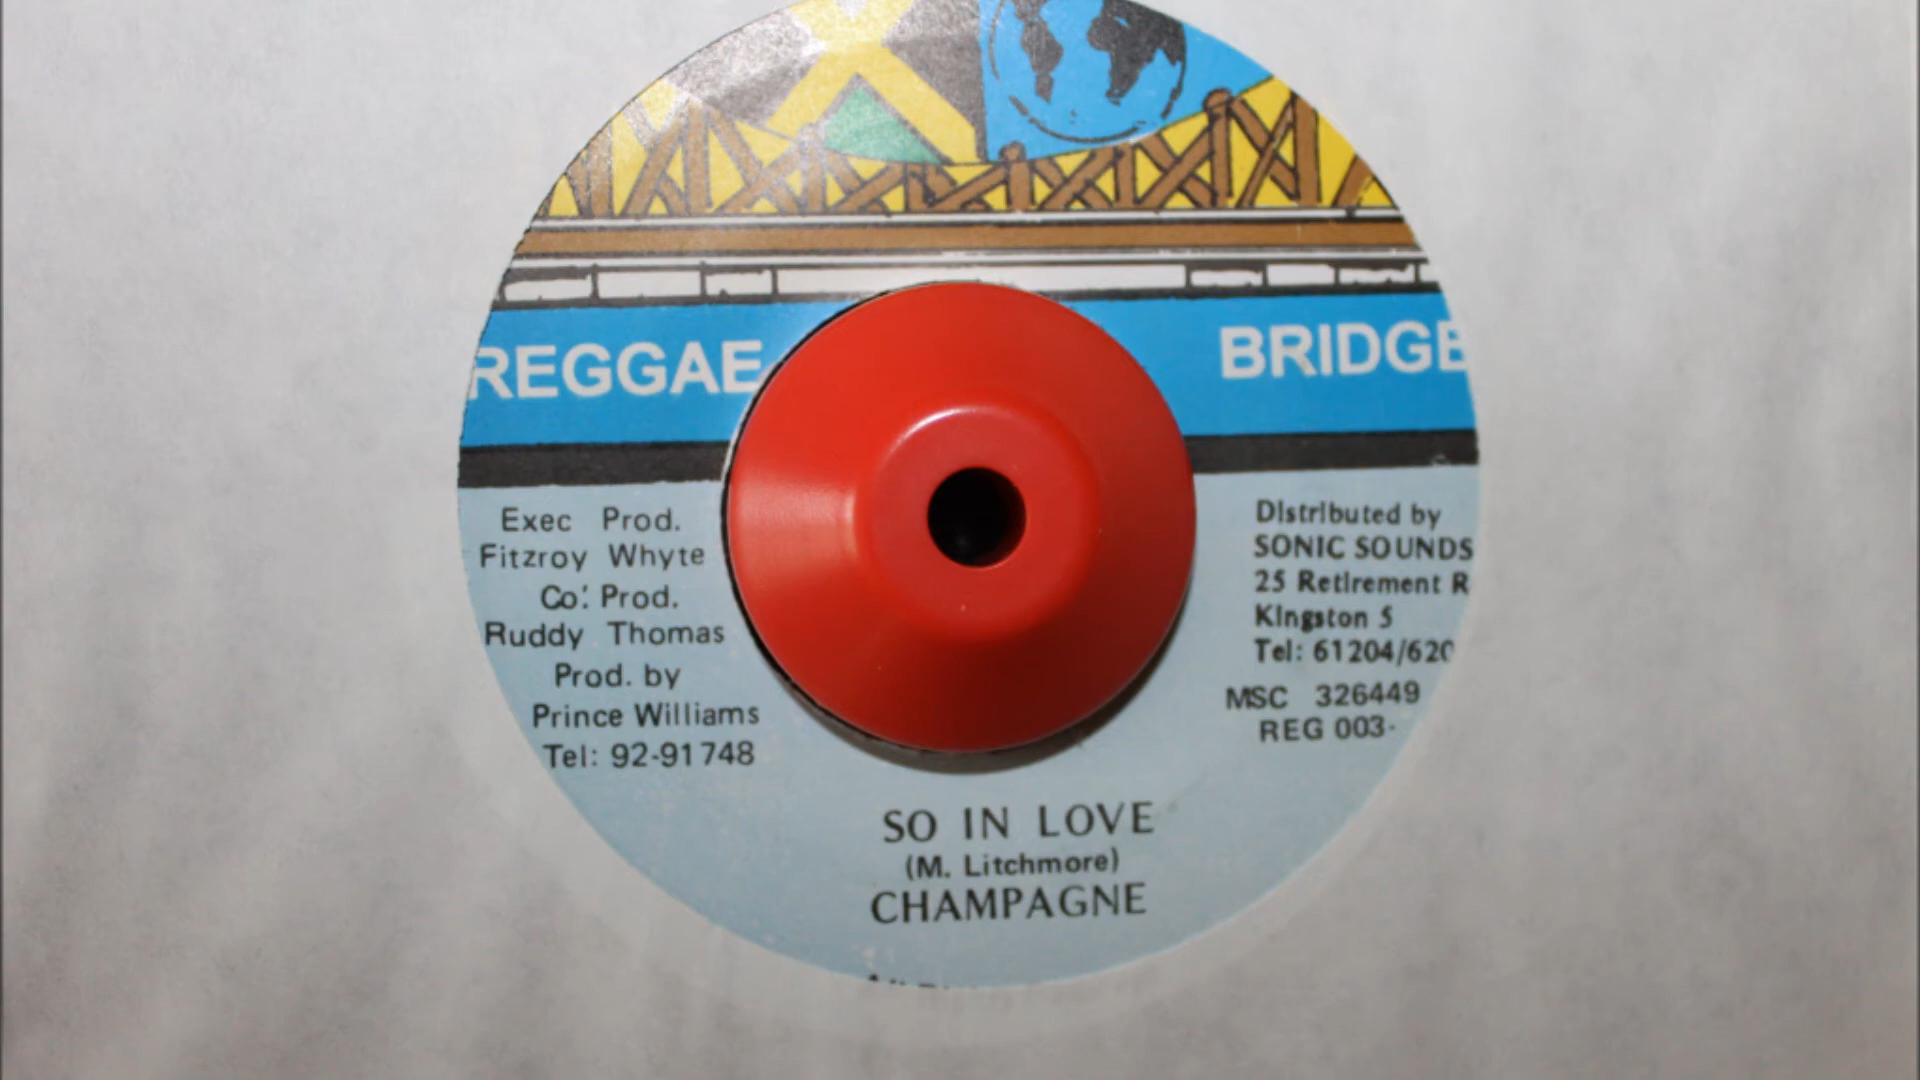 REGGAE BRIDGE
Exec Prod.
Fitzroy Whyte
Co. Prod.
Ruddy Thomas
Prod. by
Prince Williams
Tel: 92-91748
Distributed by
SONIC SOUNDS
25 Retirement R
Kingston 5
Tel: 61204/620
MSC 326449
REG 003-
SO IN LOVE
(M. Litchmore)
CHAMPAGNE